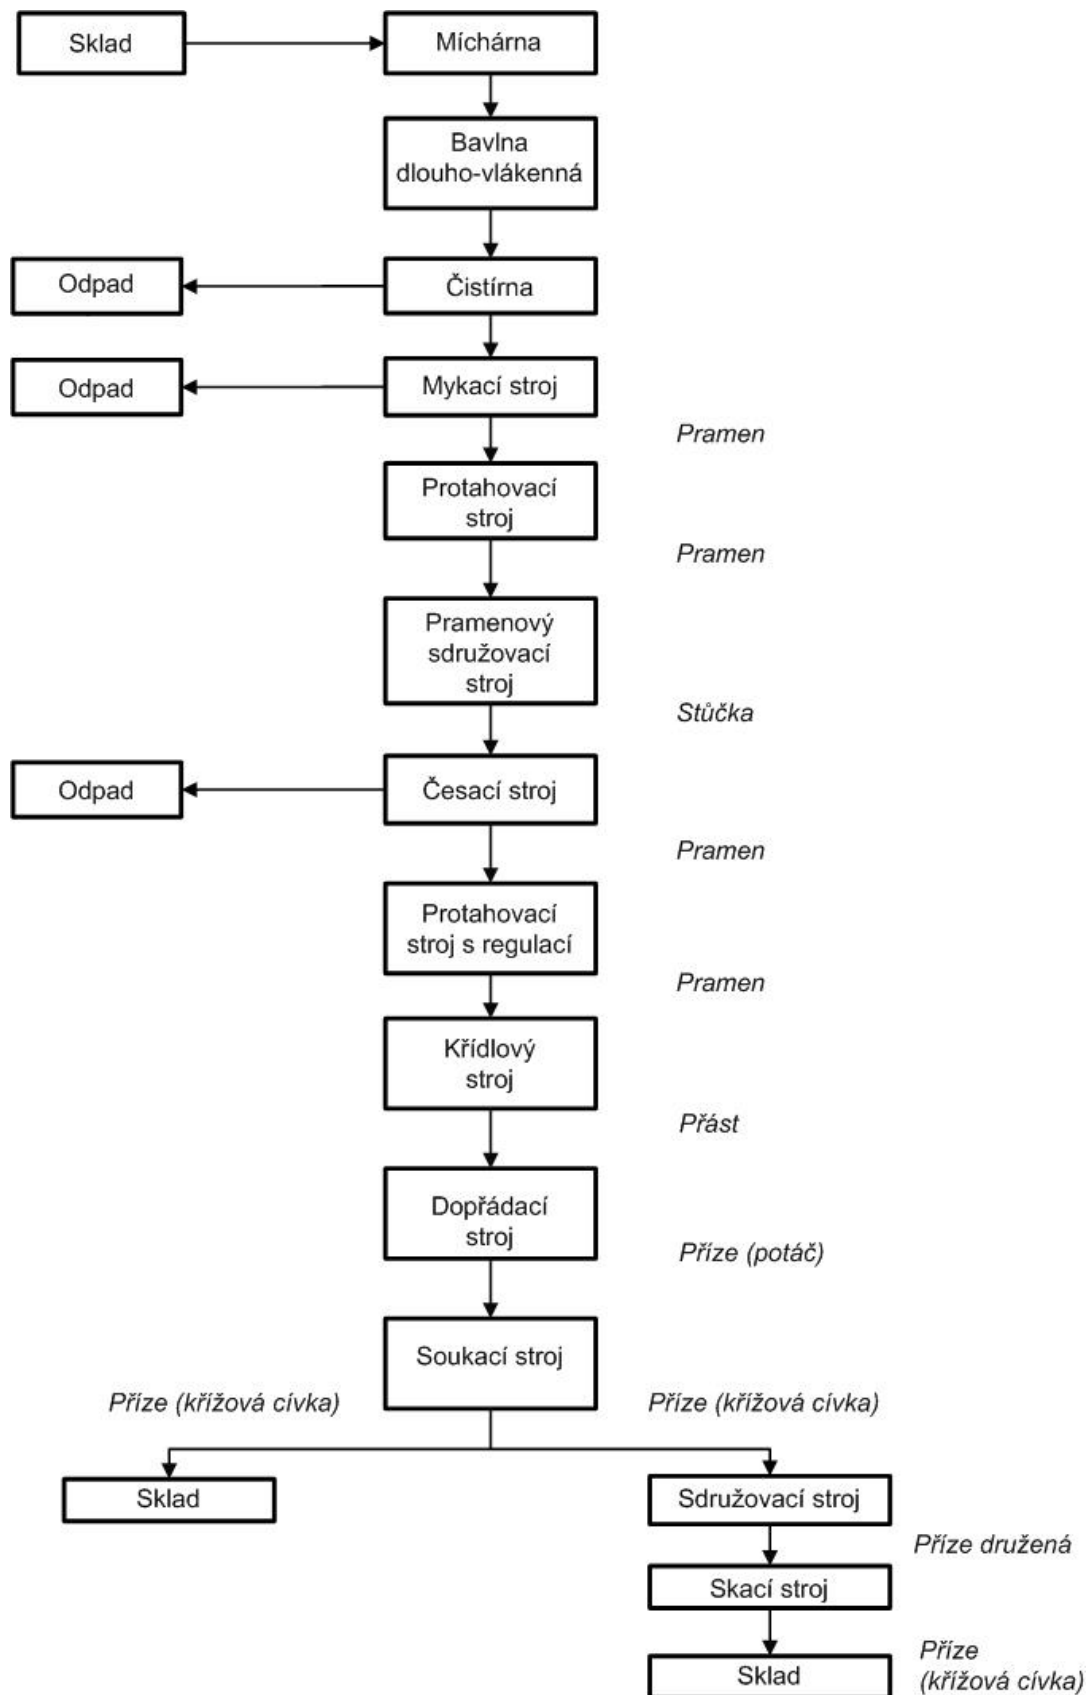 Sklad
Míchárna
Bavlna
dlouho-vlákenná
Odpad
Čistírna
Odpad
Mykací stroj
Pramen
Protahovací
stroj
Pramen
Pramenový
sdružovací
stroj
Stůčka
Odpad
Česací stroj
Pramen
Protahovací
stroj s regulací
Pramen
Křídlový
stroj
Přást
Dopřádací
stroj
Příze (potáč)
Soukací stroj
Příze (křížová cívka)
Příze (křížová cívka)
Sklad
Sdružovací stroj
Příze družená
Skací stroj
Příze
(křížová cívka)
Sklad